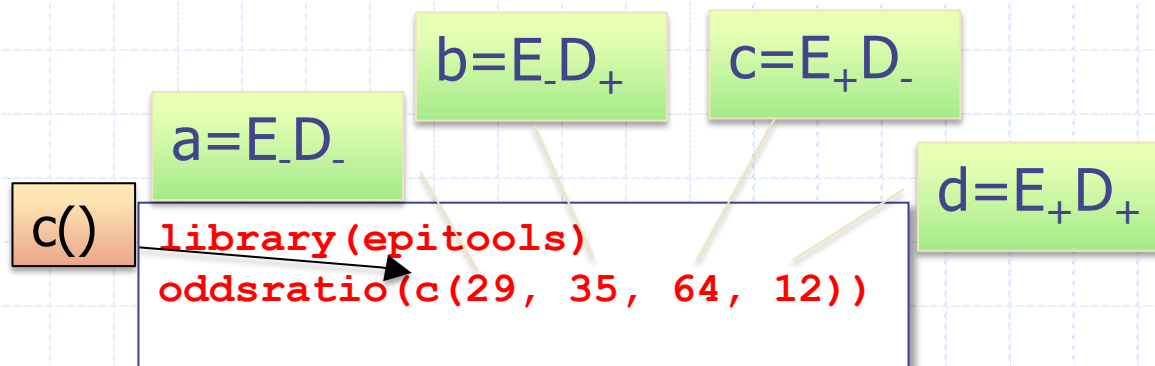 b=E₋D₊
c=E₊D₋
a=E₋D₋
d=E₊D₊
c()
library(epitools)
oddsratio(c(29, 35, 64, 12))